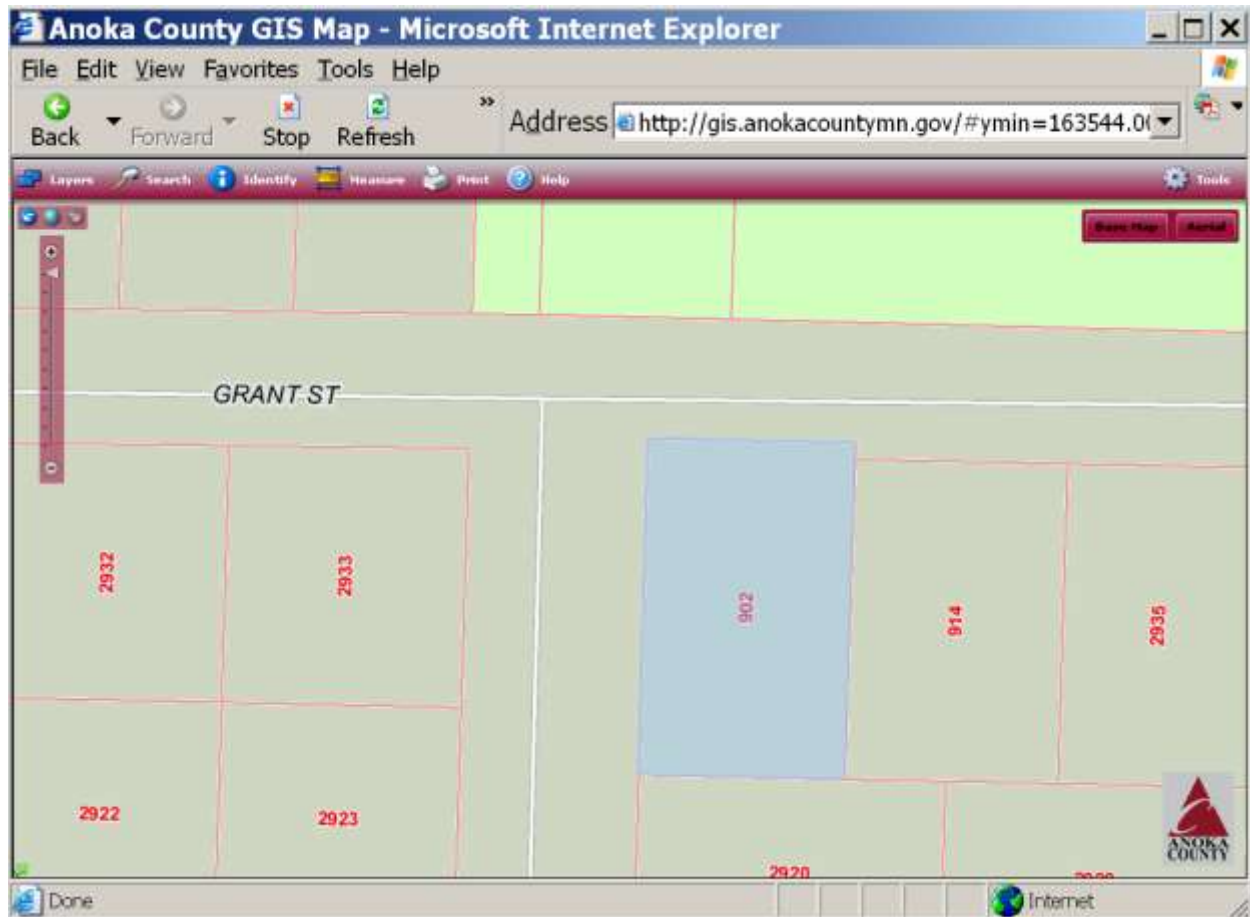 Anoka County GIS Map - Microsoft Internet Explorer
File Edit View Favorites Tools Help
Back Forward Stop Refresh » Address http://gis.anokacountymn.gov/#ymin=163544.0(
Layers Search Identify Measure Print Help Tools
Base Map Aerial
GRANT ST
2932
2933
902
914
2935
2922
2923
2920
ANOKA
COUNTY
Done Internet